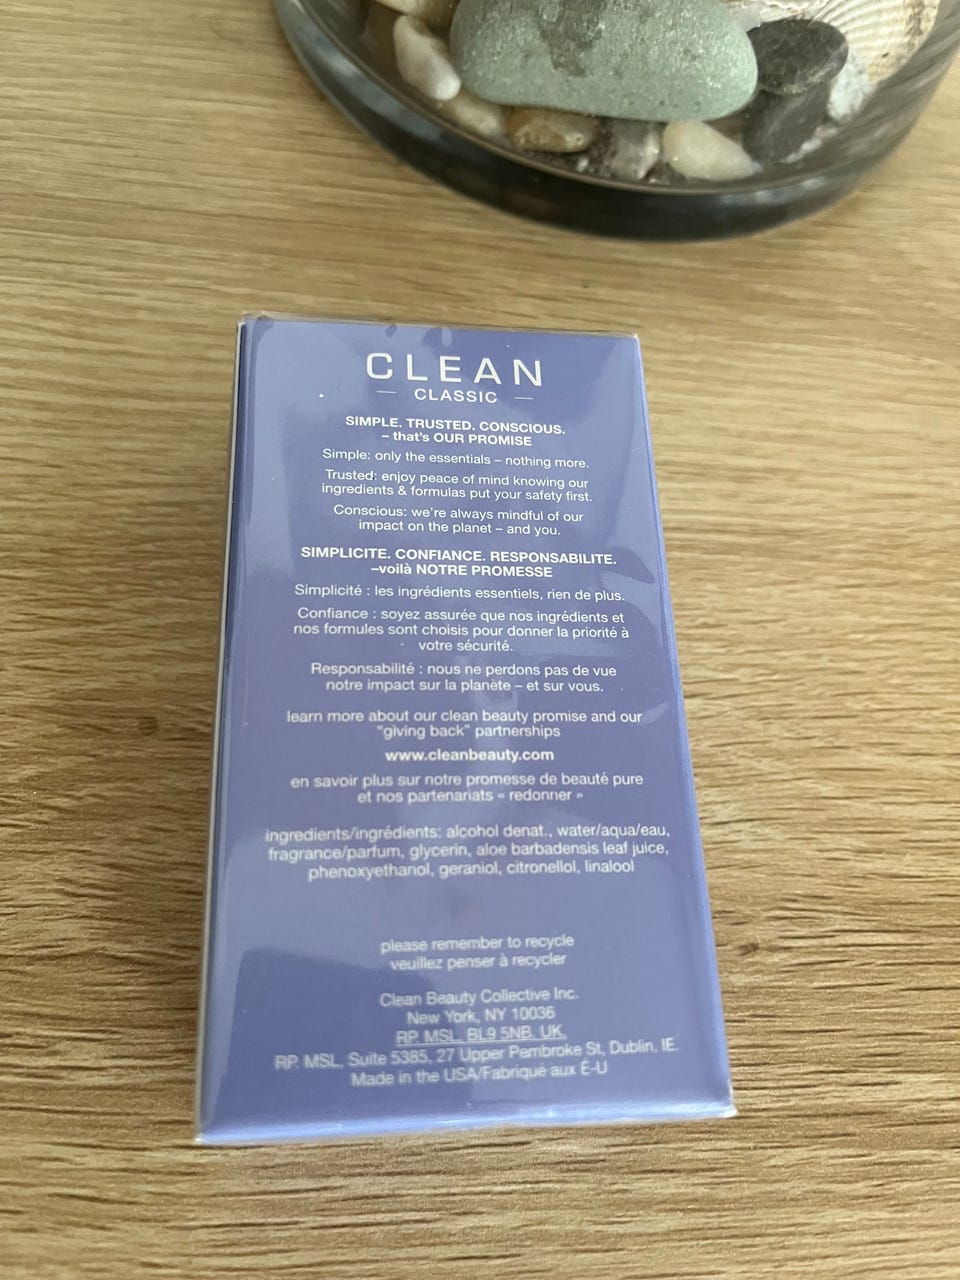 CLEAN
CLASSIC
SIMPLE. TRUSTED. CONSCIOUS.
– that's OUR PROMISE
Simple: only the essentials – nothing more.
Trusted: enjoy peace of mind knowing our
ingredients & formulas put your safety first.
Conscious: we're always mindful of our
impact on the planet – and you.
SIMPLICITE. CONFIANCE. RESPONSABILITE.
–voilà NOTRE PROMESSE
Simplicité : les ingrédients essentiels, rien de plus.
Confiance : soyez assurée que nos ingrédients et
nos formules sont choisis pour donner la priorité à
votre sécurité.
Responsabilité : nous ne perdons pas de vue
notre impact sur la planète – et sur vous.
learn more about our clean beauty promise and our
"giving back" partnerships
www.cleanbeauty.com
en savoir plus sur notre promesse de beauté pure
et nos partenariats « redonner »
ingredients/ingrédients: alcohol denat., water/aqua/eau,
fragrance/parfum, glycerin, aloe barbadensis leaf juice,
phenoxyethanol, geraniol, citronellol, linalool
please remember to recycle
veuillez penser à recycler
Clean Beauty Collective Inc.
New York, NY 10036
RP. MSL, BL9 5NB, UK.
RP. MSL, Suite 5385, 27 Upper Pembroke St, Dublin, IE.
Made in the USA/Fabriqué aux É-U